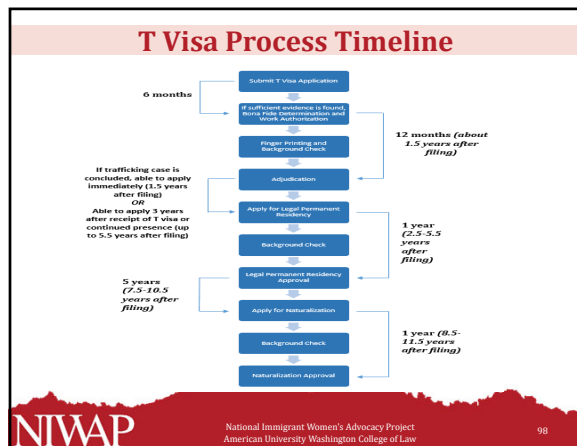 T Visa Process Timeline
Submit T Visa Application
6 months
If sufficient evidence is found,
Bona Fide Determination and
Work Authorization
12 months (about
1.5 years after
filing)
Finger Printing and
Background Check
If trafficking case is
concluded, able to apply
immediately (1.5 years
after filing)
OR
Able to apply 3 years
after receipt of T visa or
continued presence (up
to 5.5 years after filing)
Adjudication
Apply for Legal Permanent
Residency
1 year
(2.5-5.5
years
after
filing)
Background Check
Legal Permanent Residency
Approval
5 years
(7.5-10.5
years after
filing)
Apply for Naturalization
1 year (8.5-
11.5 years after
filing)
Background Check
Naturalization Approval
NIWAP
National Immigrant Women's Advocacy Project
American University Washington College of Law
98